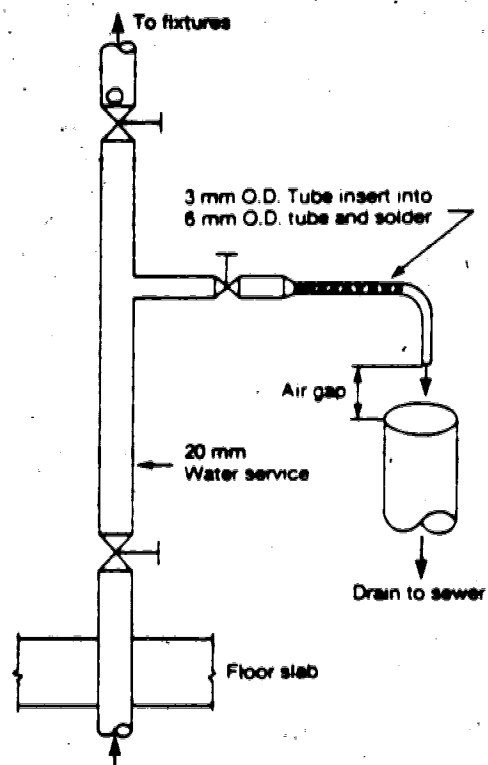 To fixtures
3 mm O.D. Tube insert into
6 mm O.D. tube and solder
Air gap
20 mm
Water service
Drain to sewer
Floor slab